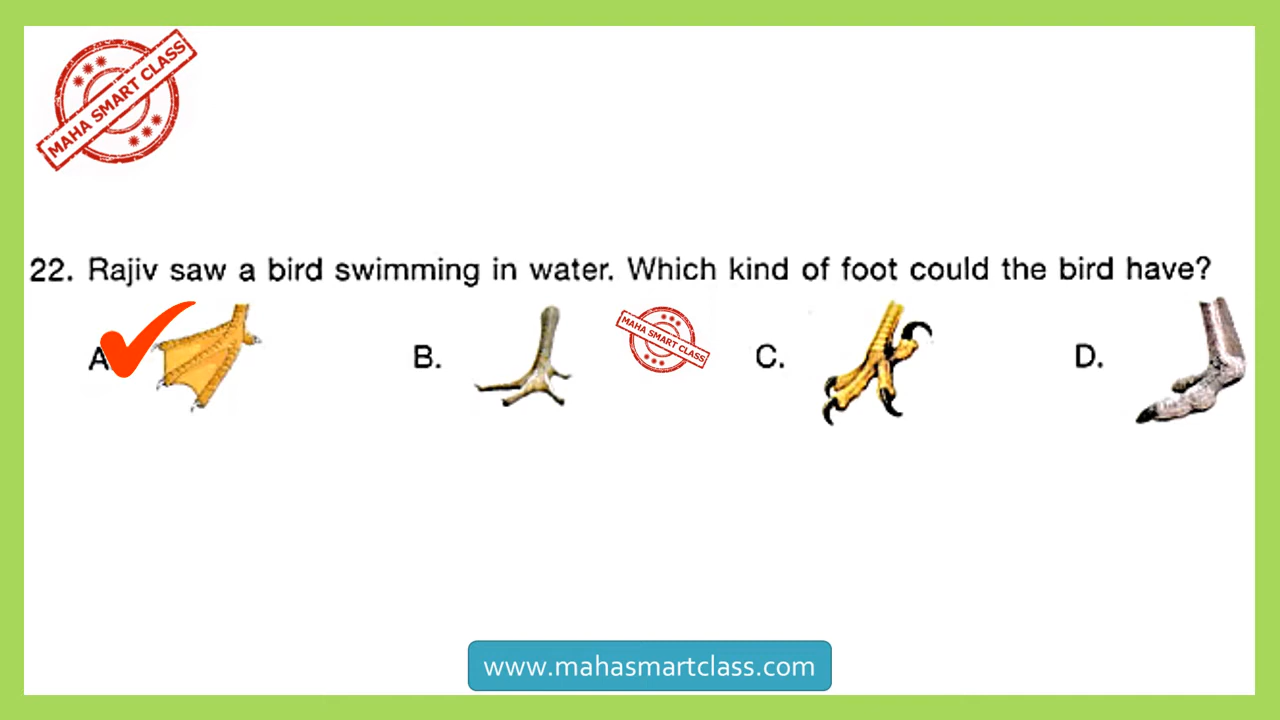 MAHA SMART CLASS
22. Rajiv saw a bird swimming in water. Which kind of foot could the bird have?
A
B.
MAHA SMART CLASS
C.
D.
www.mahasmartclass.com